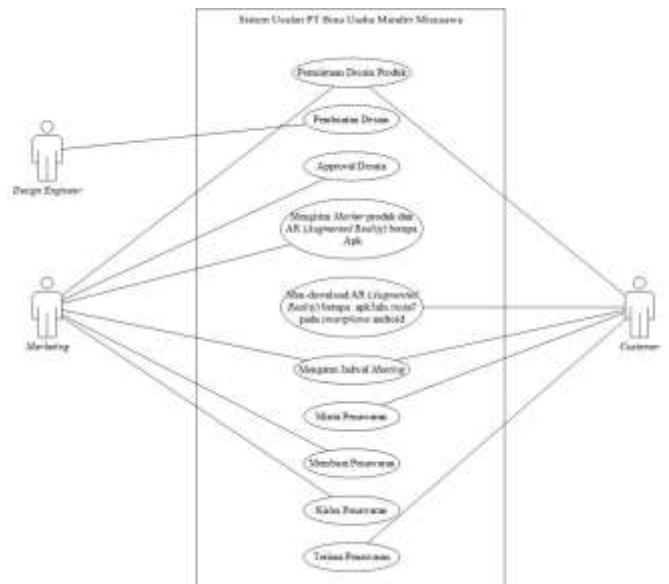 Sistem Usulan PT Bina Usaha Mandiri Mizusawa
Permintaan Desain Produk
Pembuatan Desain
Design Engineer
Approval Desain
Mengirim Marker produk dan
AR (Augmented Reality) berupa
Apk
Men-download AR (Augmented
Reality) berupa apk lalu install
pada smartphone android
Marketing
Customer
Mengatur Jadwal Meeting
Minta Penawaran
Membuat Penawaran
Kirim Penawaran
Terima Penawaran